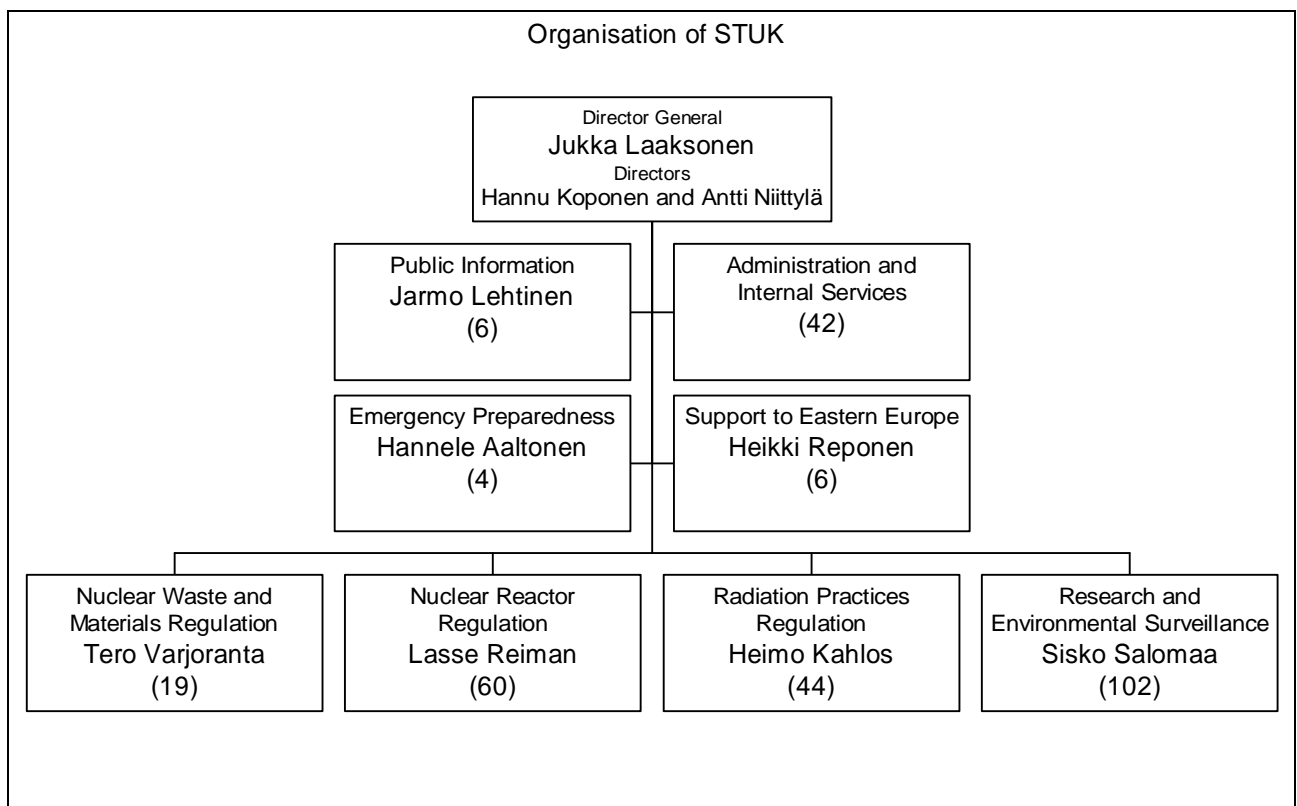 Organisation of STUK
Director General
Jukka Laaksonen
Directors
Hannu Koponen and Antti Niittylä
Public Information
Jarmo Lehtinen
(6)
Administration and
Internal Services
(42)
Emergency Preparedness
Hannele Aaltonen
(4)
Support to Eastern Europe
Heikki Reponen
(6)
Nuclear Waste and
Materials Regulation
Tero Varjoranta
(19)
Nuclear Reactor
Regulation
Lasse Reiman
(60)
Radiation Practices
Regulation
Heimo Kahlos
(44)
Research and
Environmental Surveillance
Sisko Salomaa
(102)